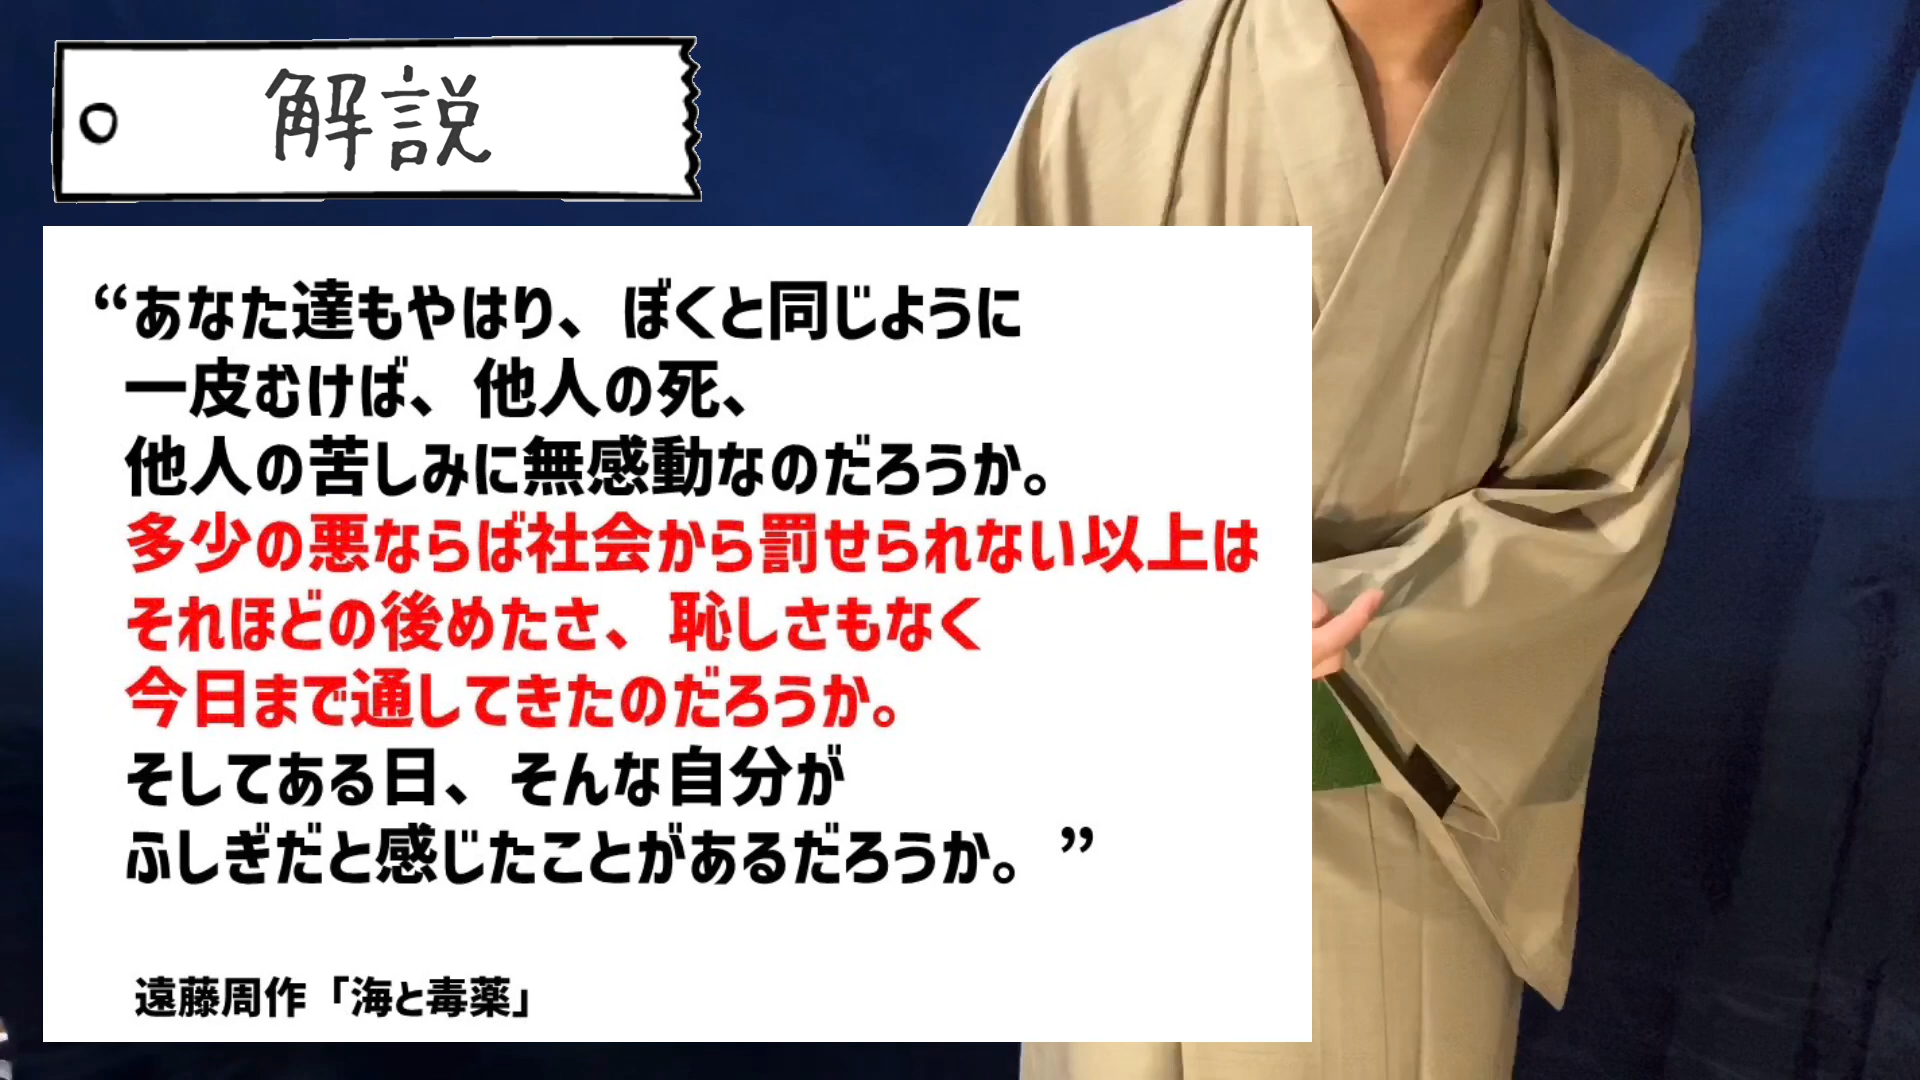 解説
“あなた達もやはり、ぼくと同じように
一皮むけば、他人の死、
他人の苦しみに無感動なのだろうか。
多少の悪ならば社会から罰せられない以上は
それほどの後めたさ、恥しさもなく
今日まで通してきたのだろうか。
そしてある日、そんな自分が
ふしぎだと感じたことがあるだろうか。”
遠藤周作「海と毒薬」